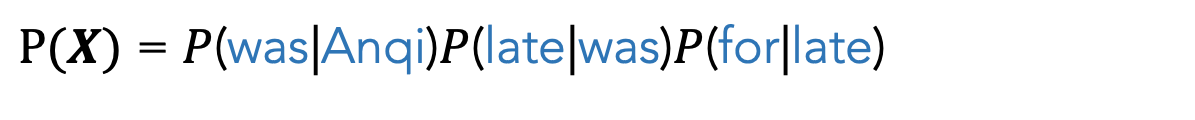 P(X) = P(was|Anqi)P(late|was)P(for|late)